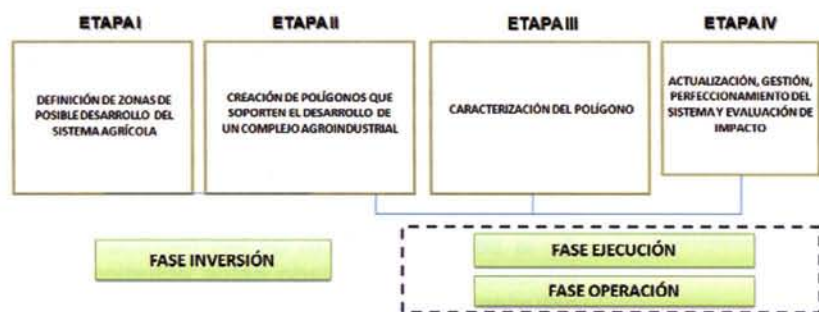 ETAPA I
ETAPA II
ETAPA III
ETAPA IV
DEFINICIÓN DE ZONAS DE
POSIBLE DESARROLLO DEL
SISTEMA AGRÍCOLA
CREACIÓN DE POLÍGONOS QUE
SOPORTEN EL DESARROLLO DE
UN COMPLEJO AGROINDUSTRIAL
CARACTERIZACIÓN DEL POLÍGONO
ACTUALIZACIÓN, GESTIÓN,
PERFECCIONAMIENTO DEL
SISTEMA Y EVALUACIÓN DE
IMPACTO
FASE INVERSIÓN
FASE EJECUCIÓN
FASE OPERACIÓN